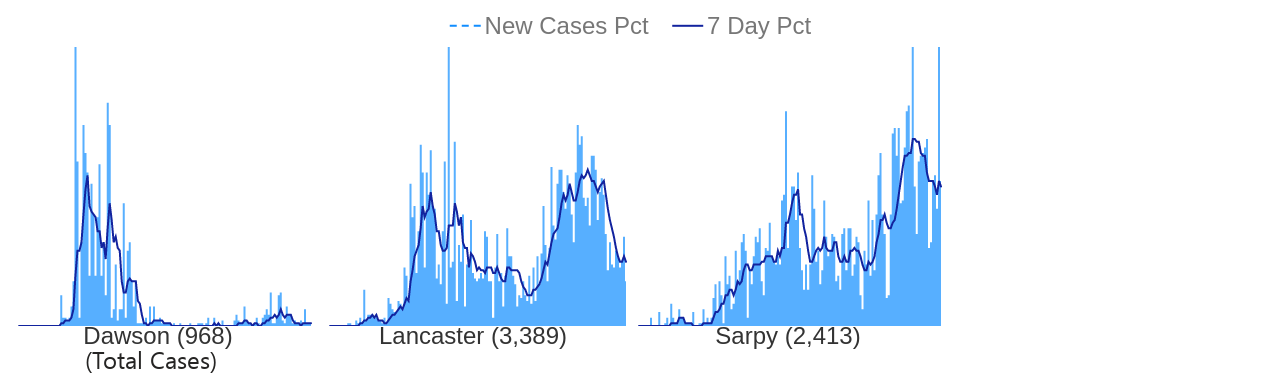 New Cases Pct 7 Day Pct
Dawson (968) Lancaster (3,389) Sarpy (2,413)
(Total Cases)